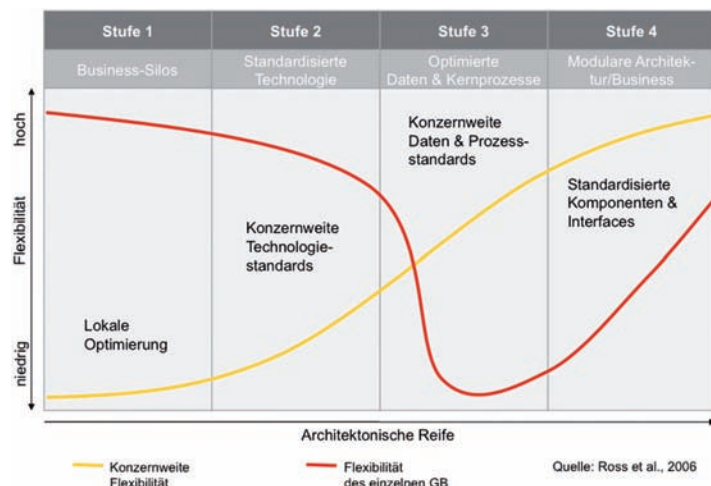 Stufe 1
Stufe 2
Stufe 3
Stufe 4
Business-Silos
Standardisierte
Technologie
Optimierte
Daten & Kernprozesse
Modulare Architek-
tur/Business
hoch
Flexibilität
niedrig
Lokale
Optimierung
Konzernweite
Technologie-
standards
Konzernweite
Daten & Prozess-
standards
Standardisierte
Komponenten &
Interfaces
Architektonische Reife
Konzernweite
Flexibilität
Flexibilität
des einzelnen GB
Quelle: Ross et al., 2006